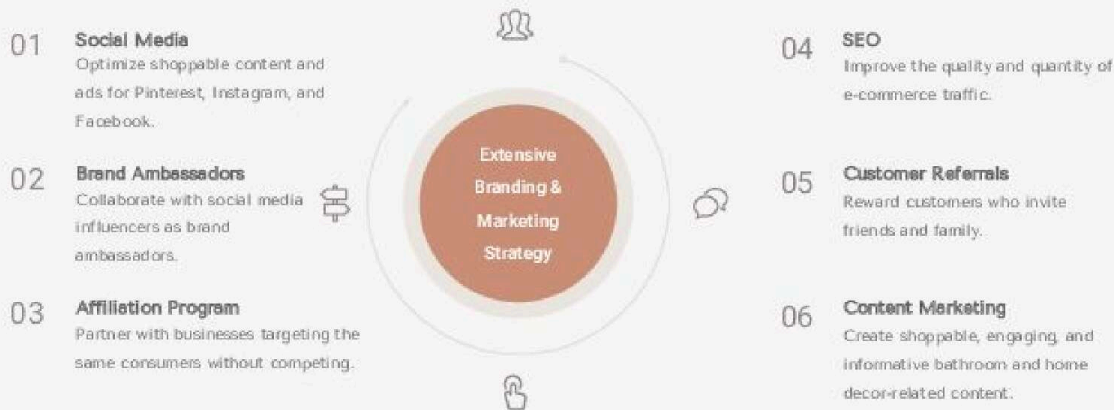 01
Social Media
Optimize shoppable content and
ads for Pinterest, Instagram, and
Facebook.
02
Brand Ambassadors
Collaborate with social media
influencers as brand
ambassadors.
03
Affiliation Program
Partner with businesses targeting the
same consumers without competing.
Extensive
Branding &
Marketing
Strategy
04
SEO
Improve the quality and quantity of
e-commerce traffic.
05
Customer Referrals
Reward customers who invite
friends and family.
06
Content Marketing
Create shoppable, engaging, and
informative bathroom and home
decor-related content.